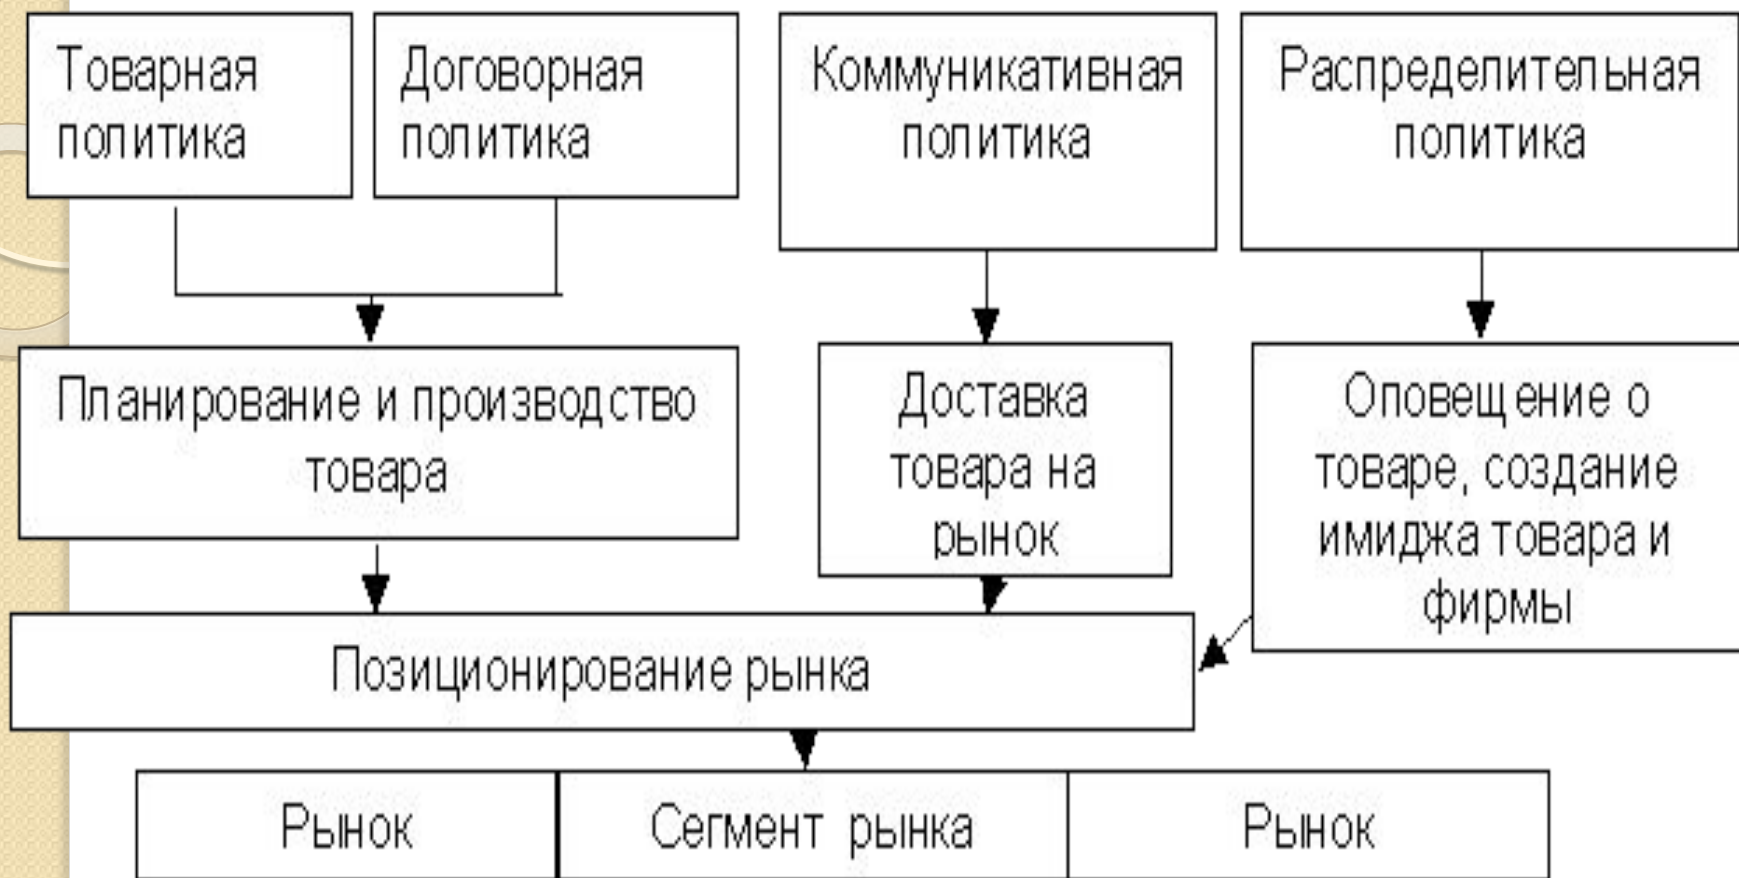 Товарная
политика
Договорная
политика
Коммуникативная
политика
Распределительная
политика
Планирование и производство
товара
Доставка
товара на
рынок
Оповещение о
товаре, создание
имиджа товара и
фирмы
Позиционирование рынка
Рынок
Сегмент рынка
Рынок